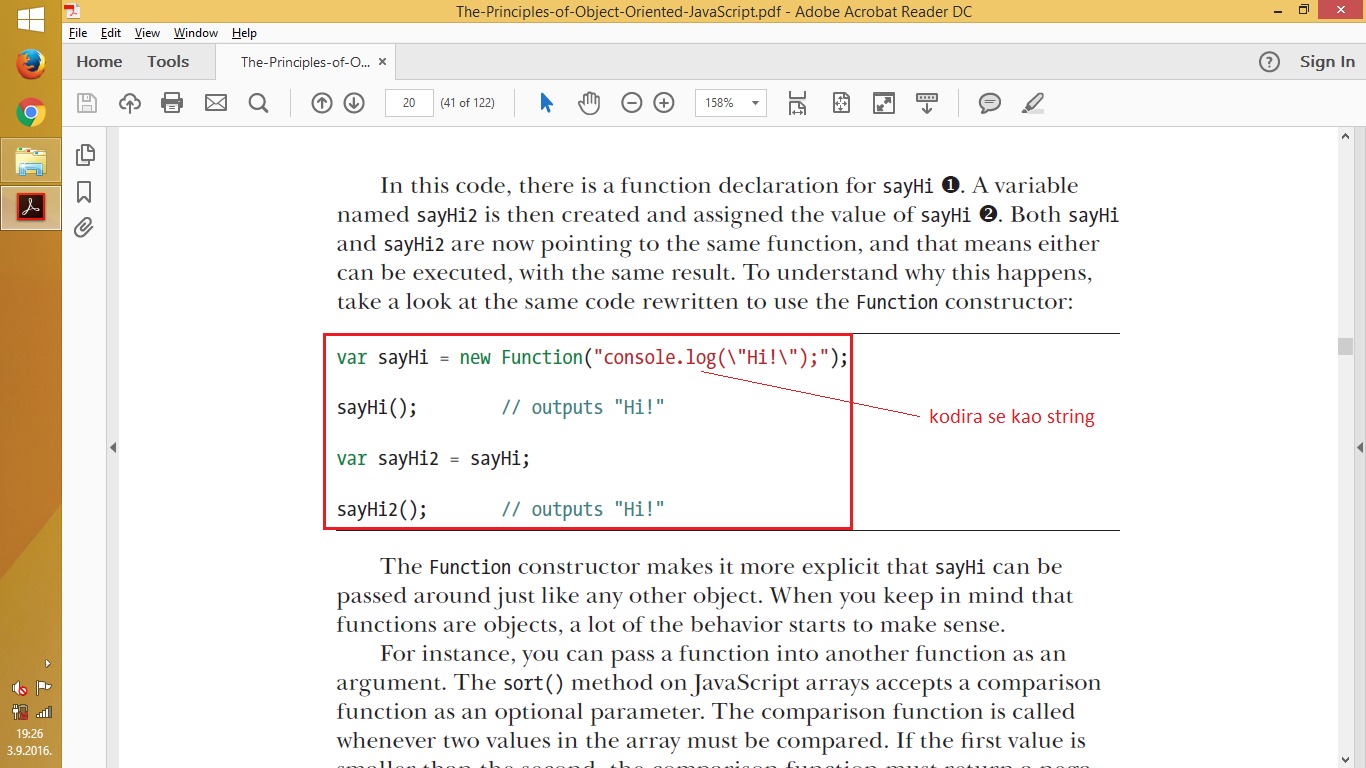 The-Principles-of-Object-Oriented-JavaScript.pdf - Adobe Acrobat Reader DC
File Edit View Window Help
Home Tools The-Principles-of-O... × ? Sign In
20 (41 of 122) 158%
In this code, there is a function declaration for sayHi ❶. A variable
named sayHi2 is then created and assigned the value of sayHi ❷. Both sayHi
and sayHi2 are now pointing to the same function, and that means either
can be executed, with the same result. To understand why this happens,
take a look at the same code rewritten to use the Function constructor:
var sayHi = new Function("console.log(\"Hi!\");");
sayHi(); // outputs "Hi!"
kodira se kao string
var sayHi2 = sayHi;
sayHi2(); // outputs "Hi!"
The Function constructor makes it more explicit that sayHi can be
passed around just like any other object. When you keep in mind that
functions are objects, a lot of the behavior starts to make sense.
For instance, you can pass a function into another function as an
argument. The sort() method on JavaScript arrays accepts a comparison
function as an optional parameter. The comparison function is called
whenever two values in the array must be compared. If the first value is
smaller than the second, the comparison function must return a nega
19:26
3.9.2016.